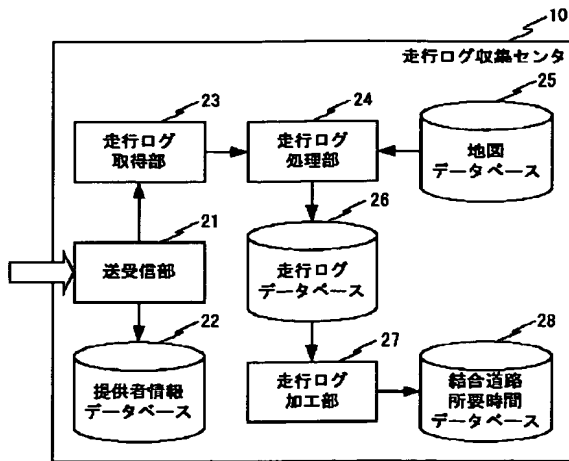 10
走行ログ収集センタ
23
走行ログ
取得部
24
走行ログ
処理部
25
地図
データベース
21
送受信部
26
走行ログ
データベース
22
提供者情報
データベース
27
走行ログ
加工部
28
結合道路
所要時間
データベース